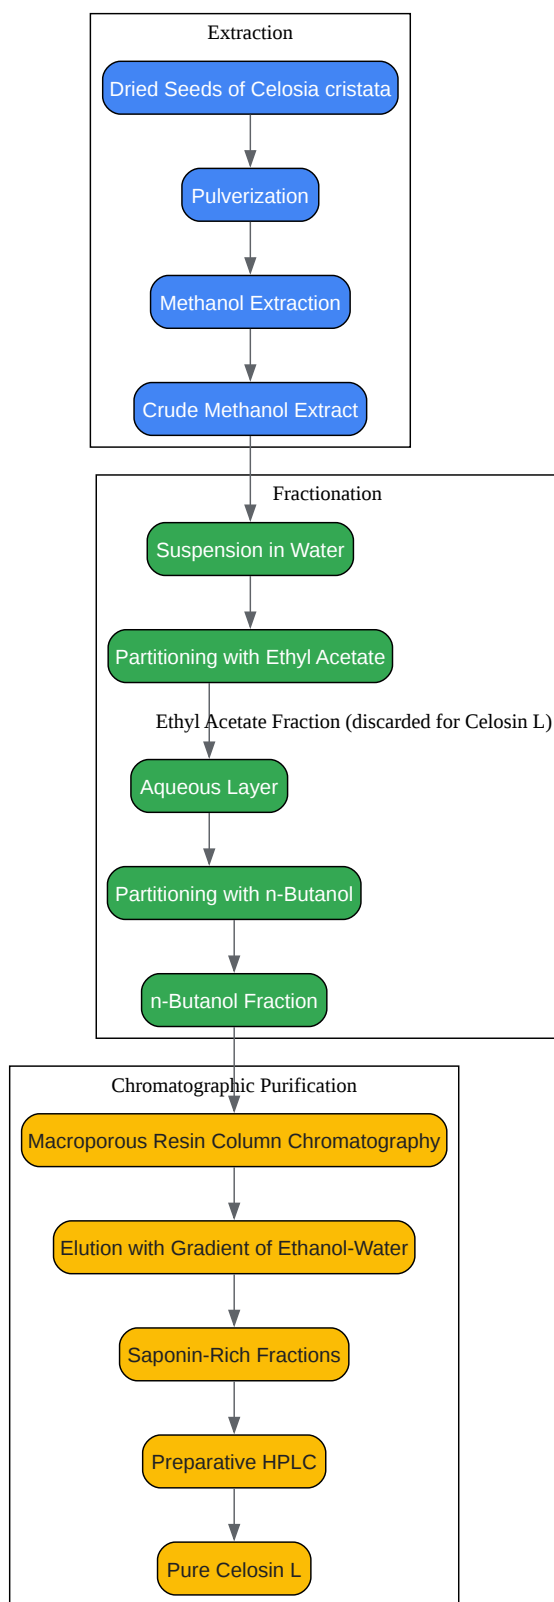 Extraction
Dried Seeds of Celosia cristata
Pulverization
Methanol Extraction
Crude Methanol Extract
Fractionation
Suspension in Water
Partitioning with Ethyl Acetate
Ethyl Acetate Fraction (discarded for Celosin L)
Aqueous Layer
Partitioning with n-Butanol
n-Butanol Fraction
Chromatographic Purification
Macroporous Resin Column Chromatography
Elution with Gradient of Ethanol-Water
Saponin-Rich Fractions
Preparative HPLC
Pure Celosin L